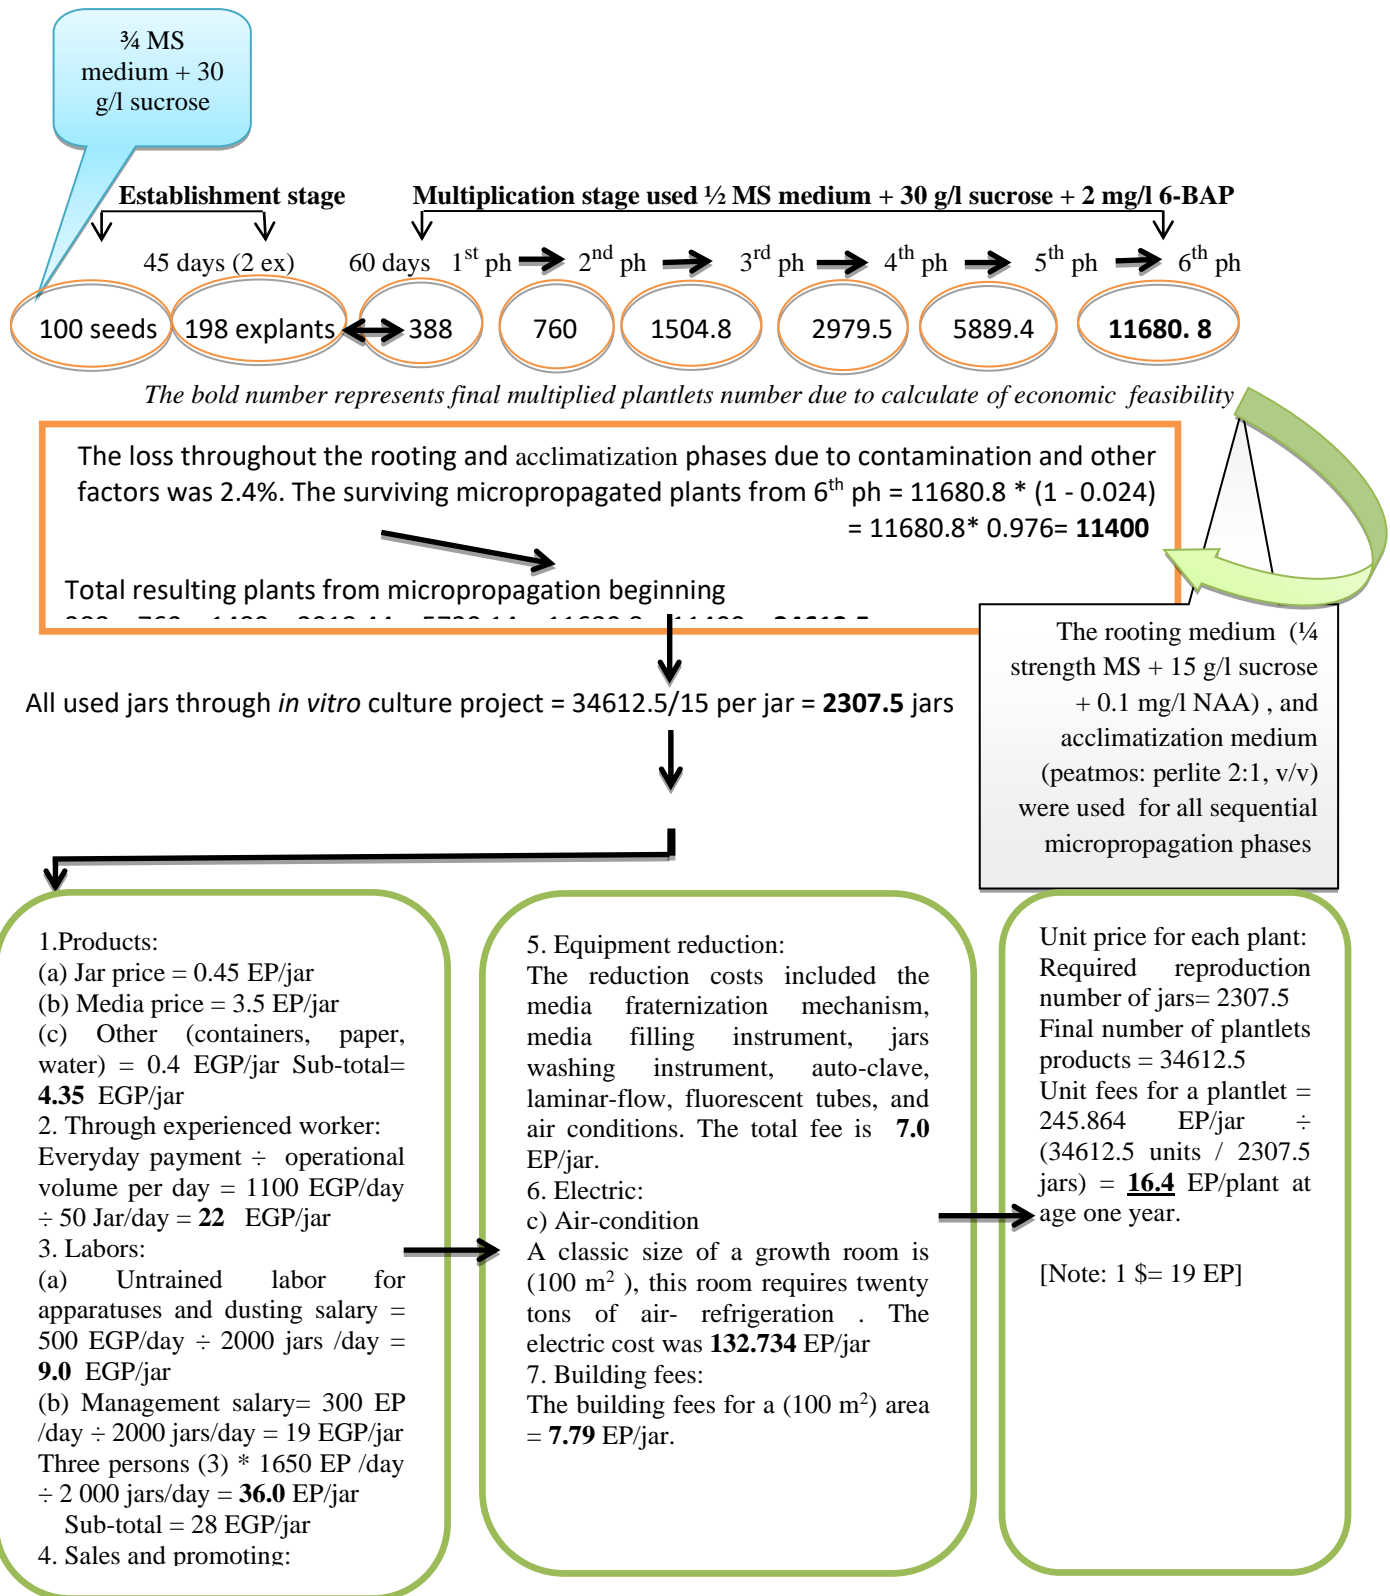 ¾ MS
medium + 30
g/l sucrose
Establishment stage
Multiplication stage used ½ MS medium + 30 g/l sucrose + 2 mg/l 6-BAP
45 days (2 ex)
60 days 1st ph 2nd ph 3rd ph 4th ph 5th ph 6th ph
100 seeds 198 explants 388 760 1504.8 2979.5 5889.4 11680. 8
The bold number represents final multiplied plantlets number due to calculate of economic feasibility
The loss throughout the rooting and acclimatization phases due to contamination and other
factors was 2.4%. The surviving micropropagated plants from 6th ph = 11680.8 * (1 - 0.024)
= 11680.8* 0.976= 11400
Total resulting plants from micropropagation beginning
The rooting medium (¼
strength MS + 15 g/l sucrose
+ 0.1 mg/l NAA) , and
acclimatization medium
(peatmos: perlite 2:1, v/v)
were used for all sequential
micropropagation phases
All used jars through in vitro culture project = 34612.5/15 per jar = 2307.5 jars
1.Products:
(a) Jar price = 0.45 EP/jar
(b) Media price = 3.5 EP/jar
(c) Other (containers, paper,
water) = 0.4 EGP/jar Sub-total=
4.35 EGP/jar
2. Through experienced worker:
Everyday payment ÷ operational
volume per day = 1100 EGP/day
÷ 50 Jar/day = 22 EGP/jar
3. Labors:
(a) Untrained labor for
apparatuses and dusting salary =
500 EGP/day ÷ 2000 jars /day =
9.0 EGP/jar
(b) Management salary= 300 EP
/day ÷ 2000 jars/day = 19 EGP/jar
Three persons (3) * 1650 EP /day
÷ 2 000 jars/day = 36.0 EP/jar
Sub-total = 28 EGP/jar
4. Sales and promoting:
5. Equipment reduction:
The reduction costs included the
media fraternization mechanism,
media filling instrument, jars
washing instrument, auto-clave,
laminar-flow, fluorescent tubes, and
air conditions. The total fee is 7.0
EP/jar.
6. Electric:
c) Air-condition
A classic size of a growth room is
(100 m2 ), this room requires twenty
tons of air- refrigeration . The
electric cost was 132.734 EP/jar
7. Building fees:
The building fees for a (100 m2) area
= 7.79 EP/jar.
Unit price for each plant:
Required reproduction
number of jars= 2307.5
Final number of plantlets
products = 34612.5
Unit fees for a plantlet =
245.864 EP/jar ÷
(34612.5 units / 2307.5
jars) = 16.4 EP/plant at
age one year.
[Note: 1 $= 19 EP]